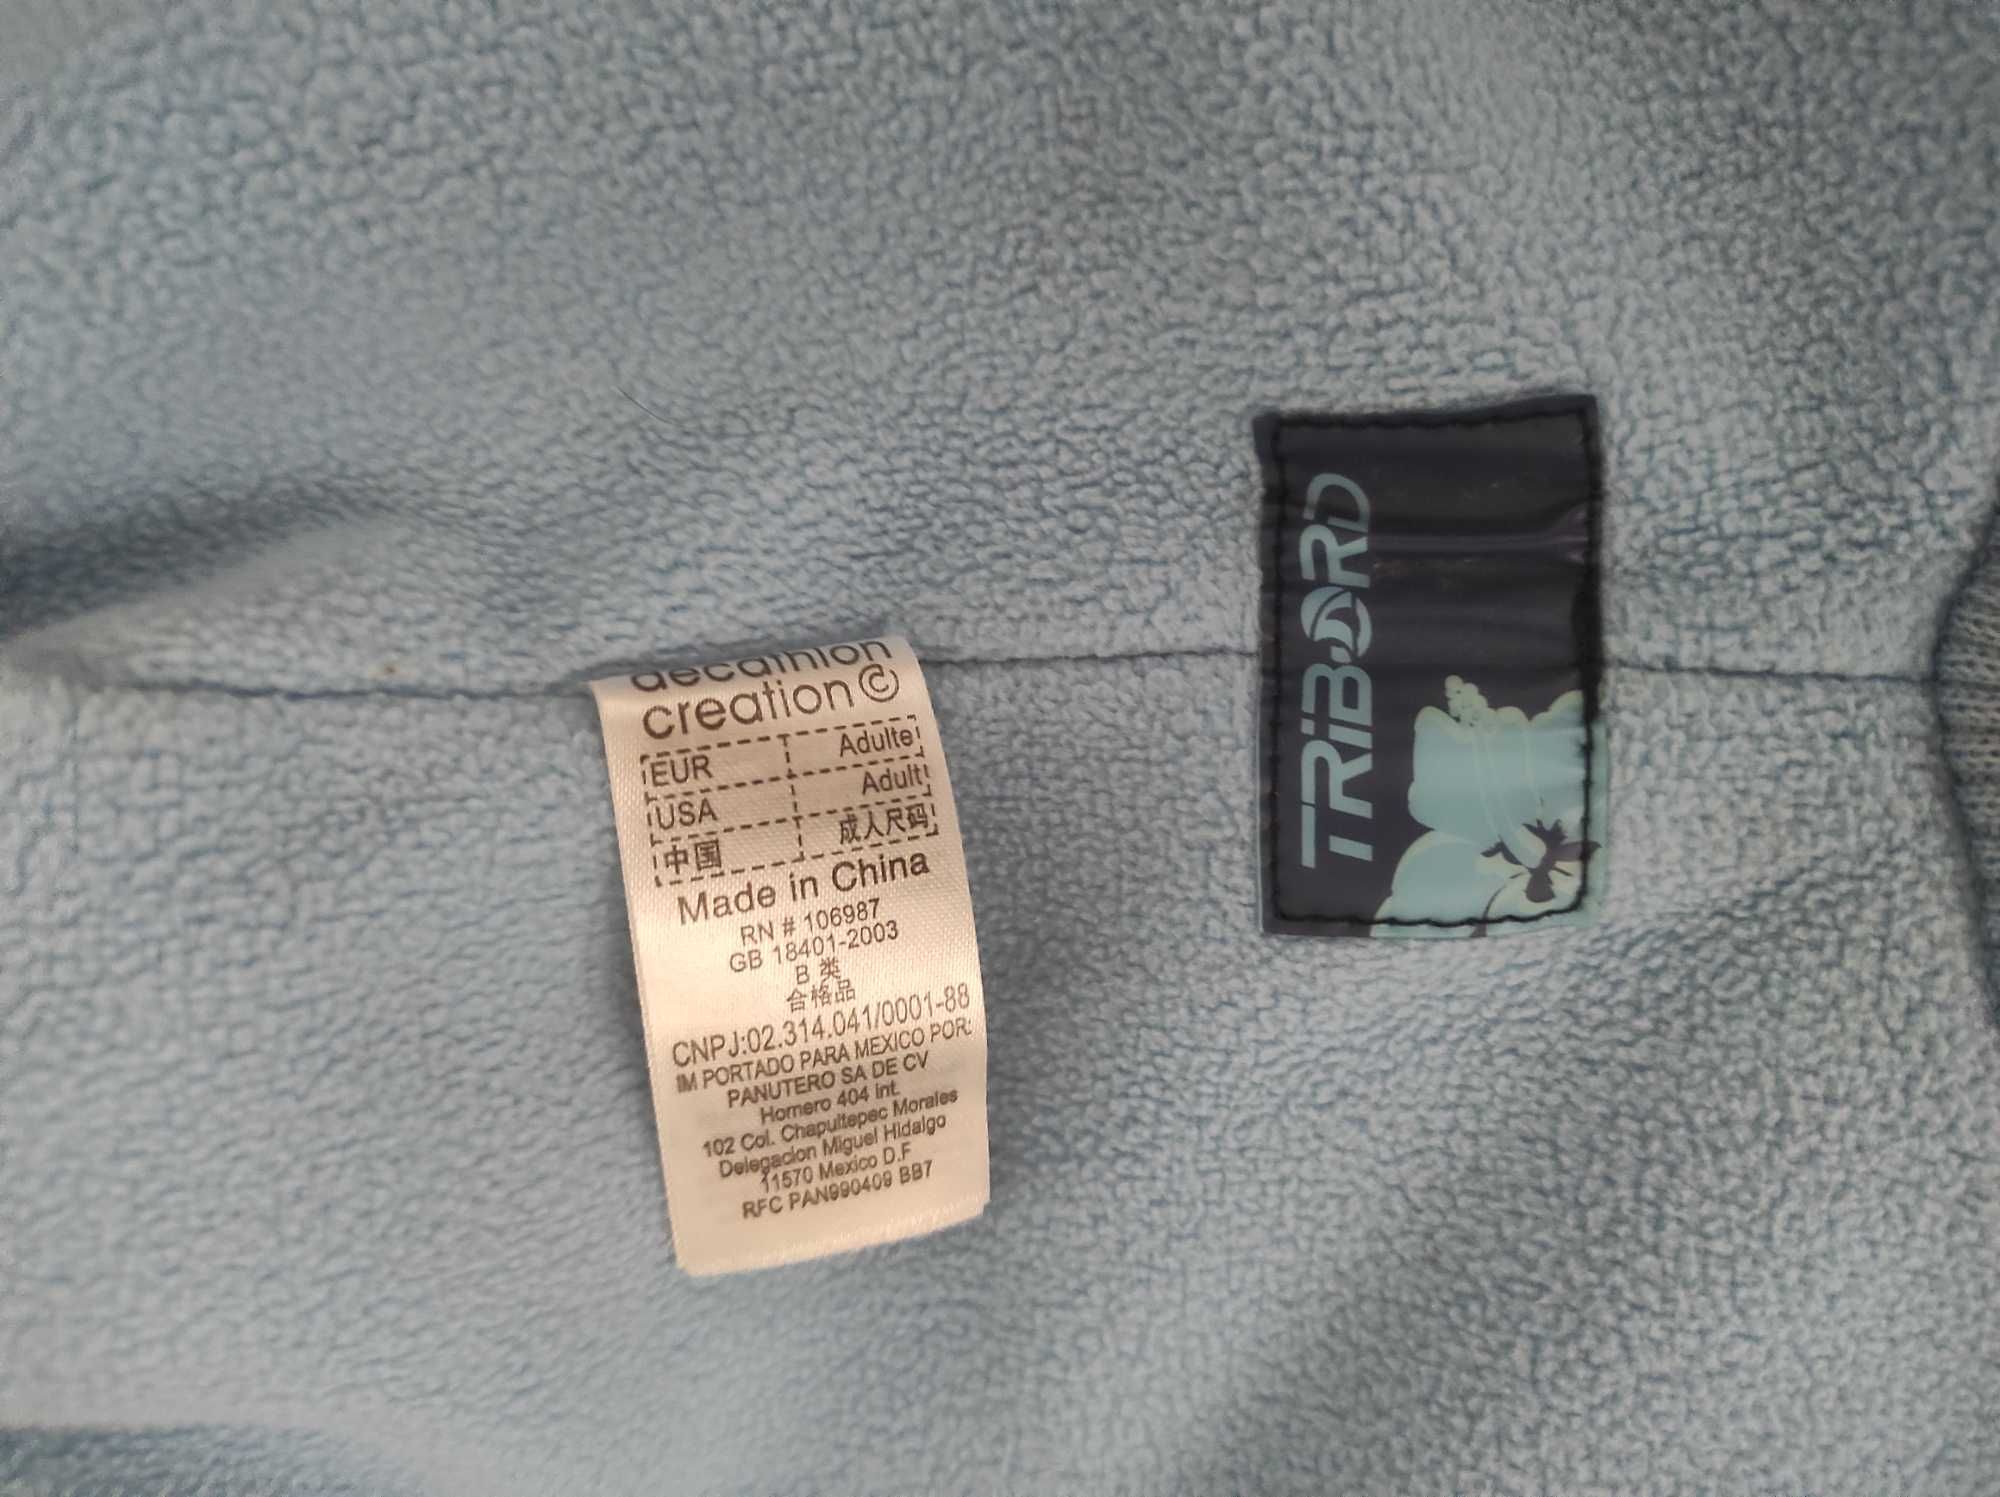 decathlon
creation©
EUR Adulte
USA Adult
中国 成人尺码
Made in China
RN # 106987
GB 18401-2003
B 类
合格品
CNPJ:02.314.041/0001-88
IM PORTADO PARA MEXICO POR:
PANUTERO SA DE CV
Homero 404 int.
102 Col. Chapultepec Morales
Delegacion Miguel Hidalgo
11570 Mexico D.F
RFC PAN990409 BB7
TRIBORD